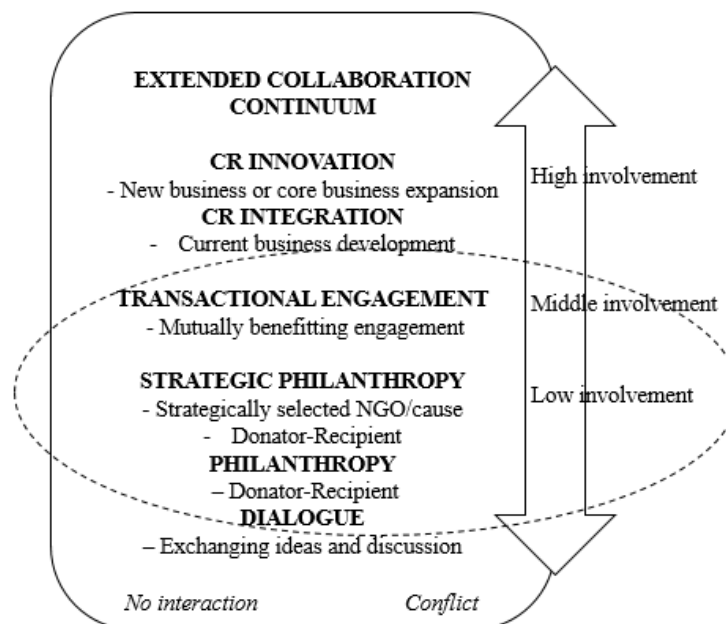 EXTENDED COLLABORATION
CONTINUUM
CR INNOVATION
- New business or core business expansion
CR INTEGRATION
- Current business development
TRANSACTIONAL ENGAGEMENT
- Mutually benefitting engagement
STRATEGIC PHILANTHROPY
- Strategically selected NGO/cause
- Donator-Recipient
PHILANTHROPY
– Donator-Recipient
DIALOGUE
– Exchanging ideas and discussion
No interaction
Conflict
High involvement
Middle involvement
Low involvement